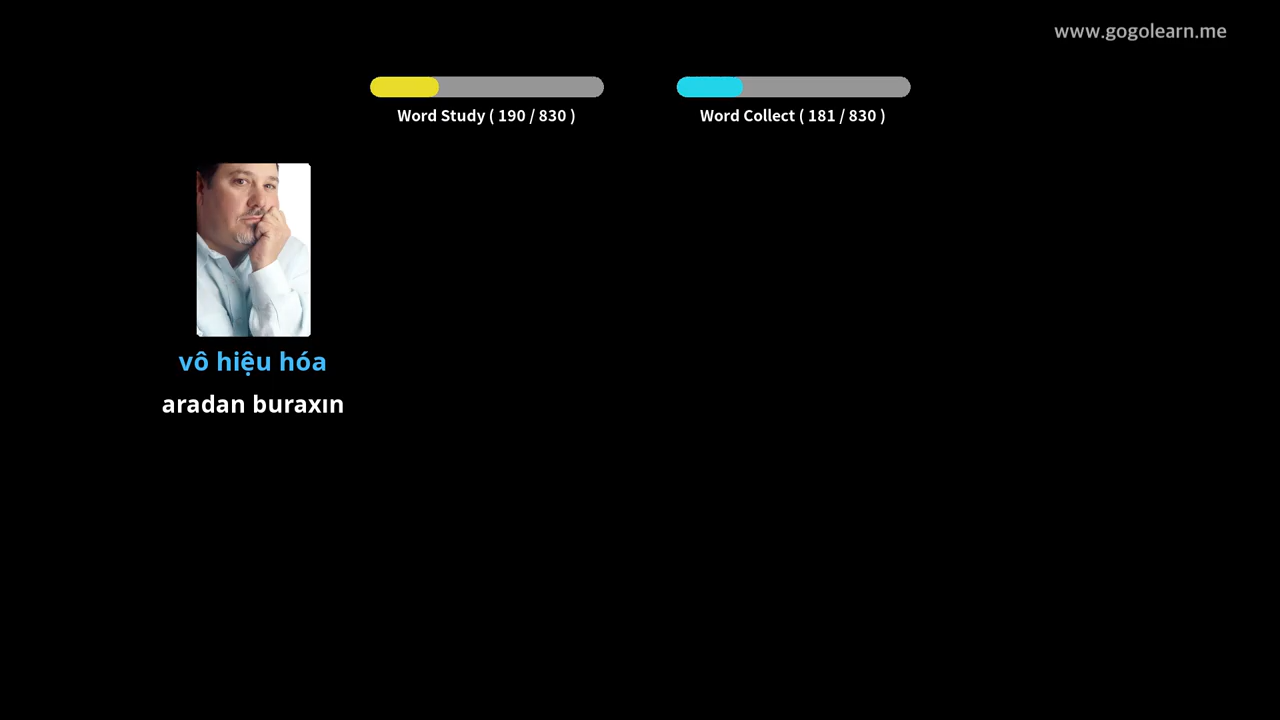 www.gogolearn.me
Word Study ( 190 / 830 )
Word Collect ( 181 / 830 )
vô hiệu hóa
aradan buraxın